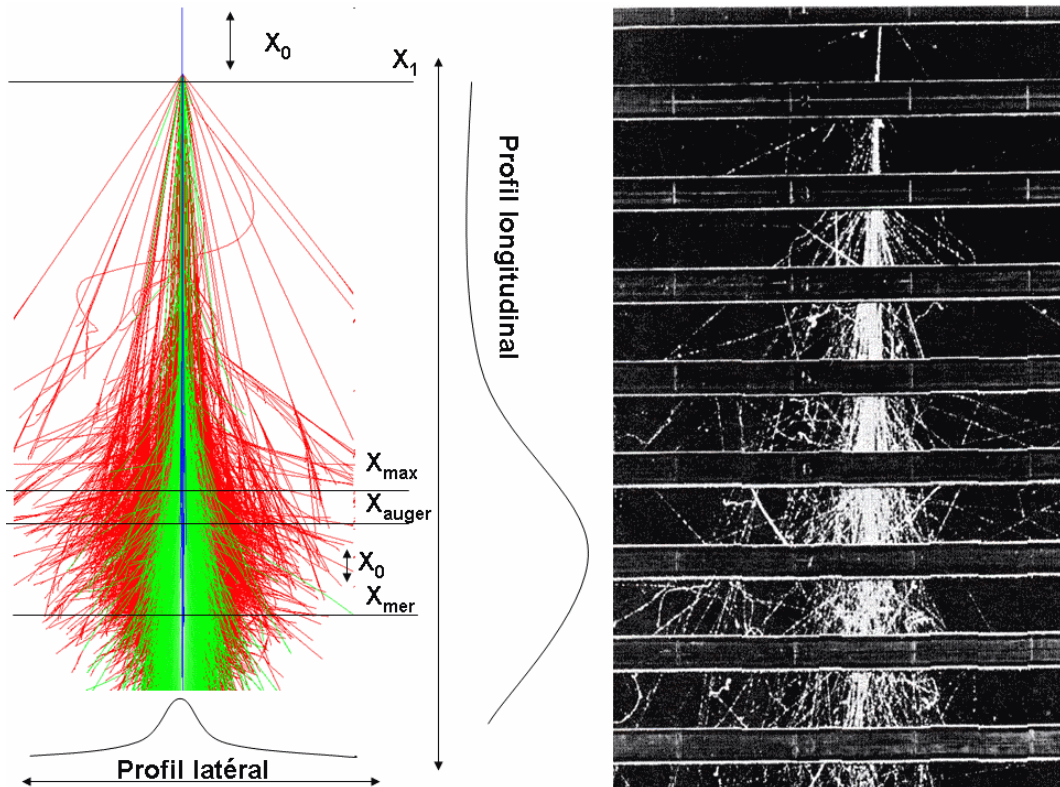 X0
X1
Profil longitudinal
Xmax
Xauger
X0
Xmer
Profil latéral